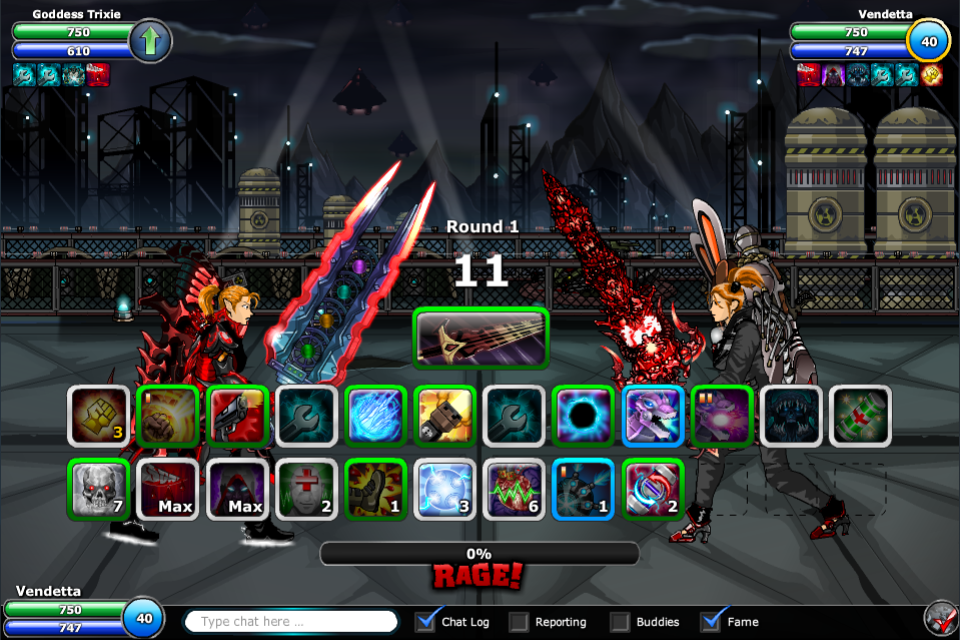 Goddess Trixie
750
610
Vendetta
750
747
40
Round 1
11
3
7
Max
Max
2
1
3
6
1
2
0%
RAGE!
Vendetta
750
747
40
Type chat here ...
Chat Log
Reporting
Buddies
Fame